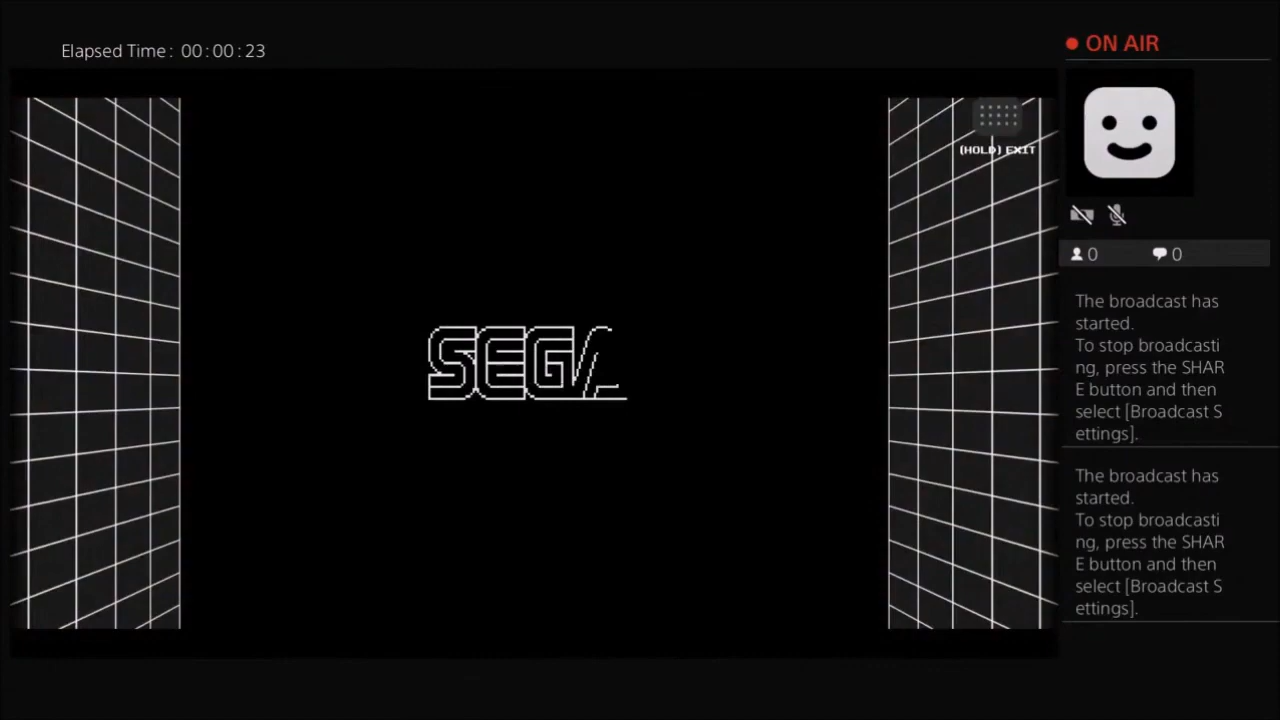 Elapsed Time: 00:00:23
ON AIR
(HOLD) EXIT
0 0
SEGA
The broadcast has
started.
To stop broadcasti
ng, press the SHAR
E button and then
select [Broadcast S
ettings].
The broadcast has
started.
To stop broadcasti
ng, press the SHAR
E button and then
select [Broadcast S
ettings].